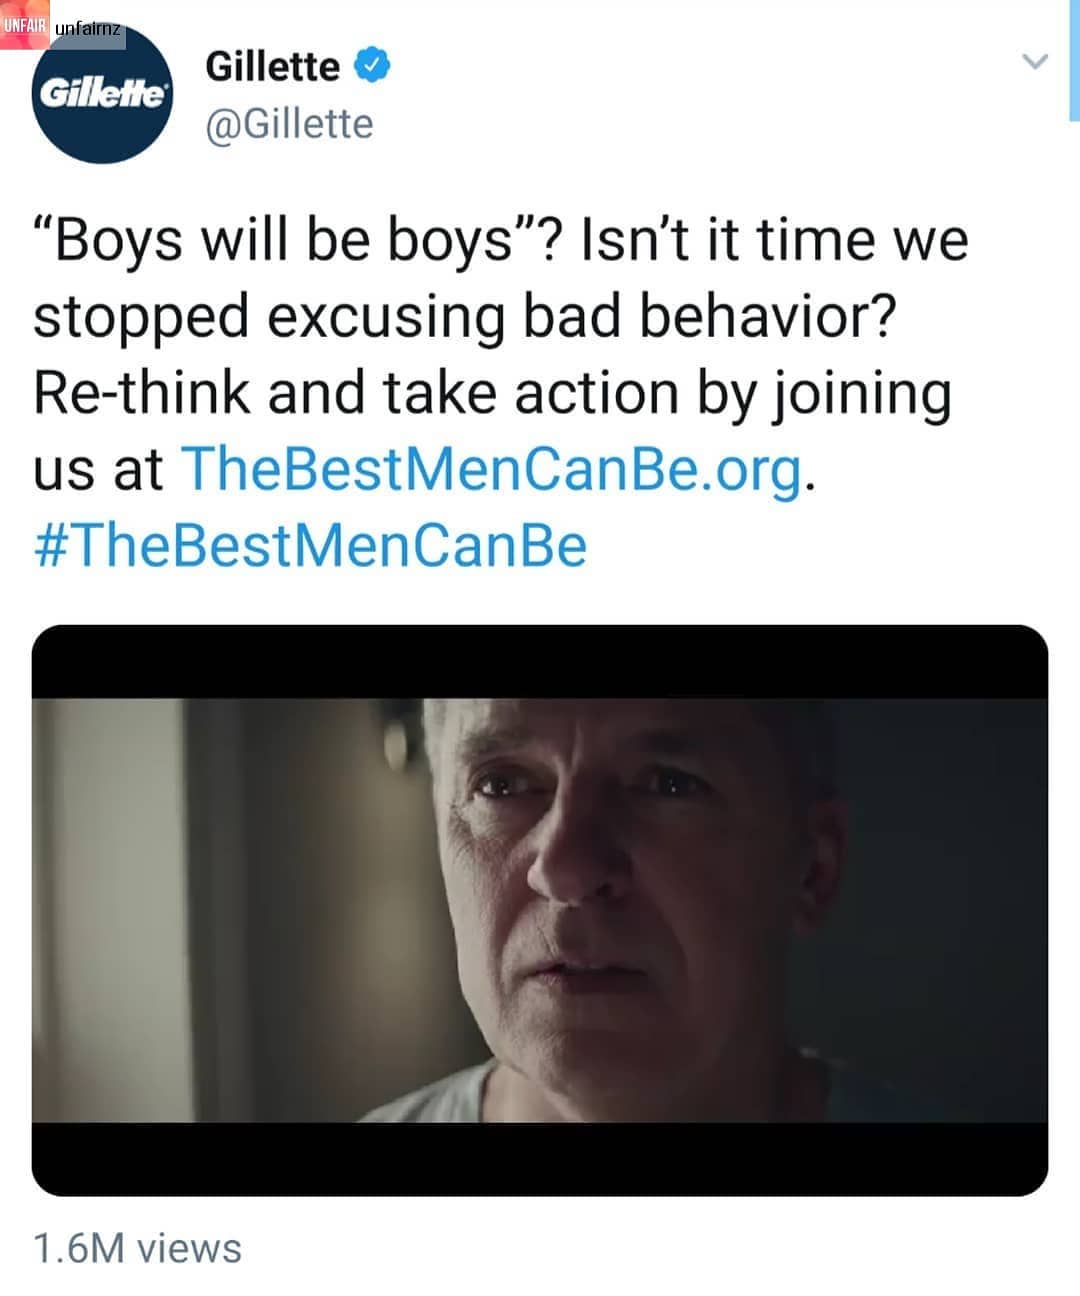 UNFAIR
unfairnz
Gillette
Gillette
@Gillette
“Boys will be boys”? Isn’t it time we
stopped excusing bad behavior?
Re-think and take action by joining
us at TheBestMenCanBe.org.
#TheBestMenCanBe
1.6M views